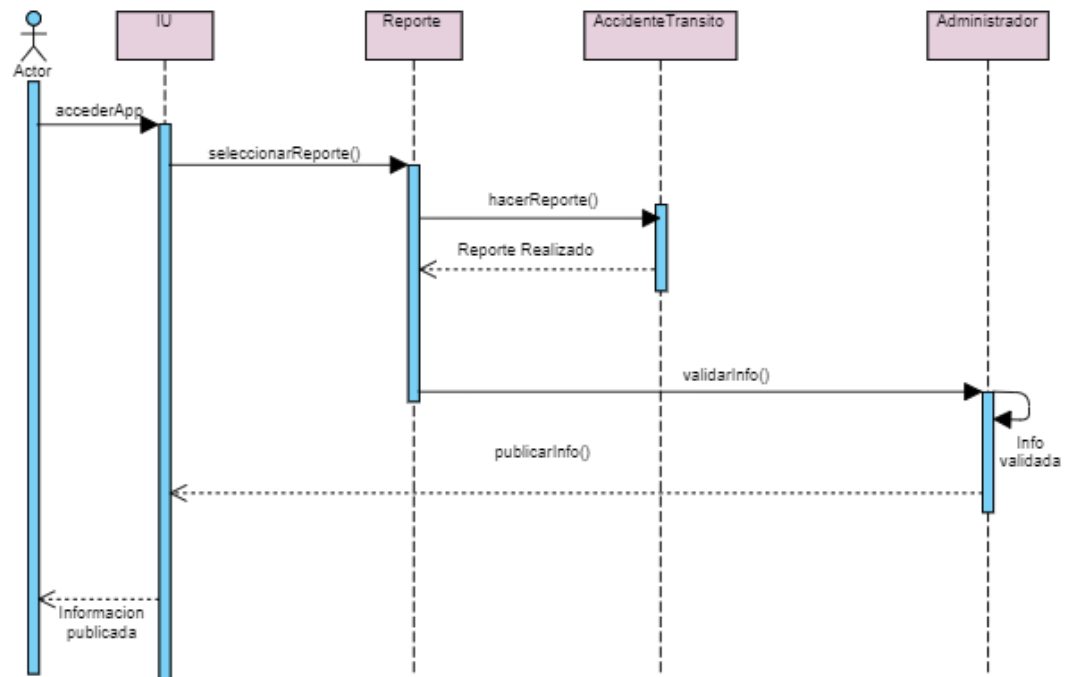 IU
Reporte
AccidenteTransito
Administrador
Actor
accederApp
seleccionarReporte()
hacerReporte()
Reporte Realizado
validarInfo()
Info
validada
publicarInfo()
Informacion
publicada